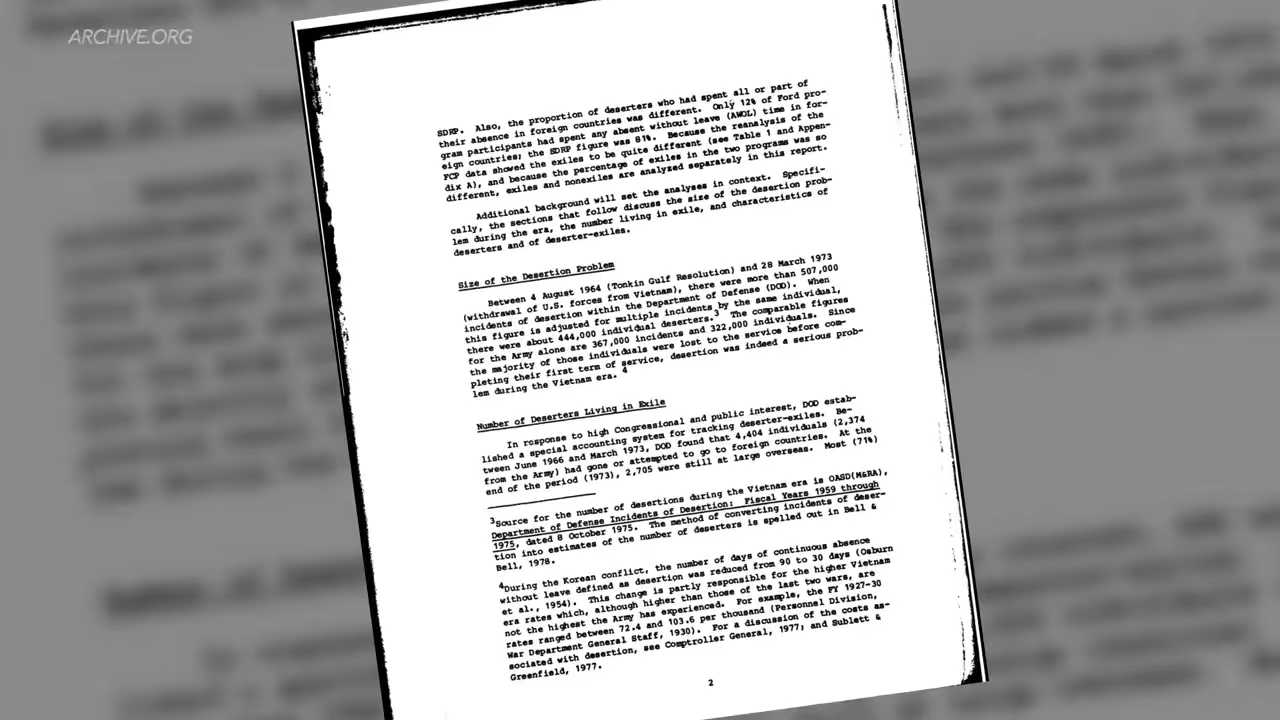 ARCHIVE.ORG
SDRP. Also, the proportion of deserters who had spent all or part of
their absence in foreign countries was different. Only 12% of Ford pro-
gram participants had spent any absent without leave (AWOL) time in for-
eign countries; the SDRP figure was 81%. Because the reanalysis of the
FCP data showed the exiles to be quite different (see Table 1 and Appen-
dix A), and because the percentage of exiles in the two programs was so
different, exiles and nonexiles are analyzed separately in this report.
Additional background will set the analyses in context. Specifi-
cally, the sections that follow discuss the size of the desertion prob-
lem during the era, the number living in exile, and characteristics of
deserters and of deserter-exiles.
Size of the Desertion Problem
Between 4 August 1964 (Tonkin Gulf Resolution) and 28 March 1973
(withdrawal of U.S. forces from Vietnam), there were more than 507,000
incidents of desertion within the Department of Defense (DOD). When
this figure is adjusted for multiple incidents by the same individual,
there were about 444,000 individual deserters.3 The comparable figures
for the Army alone are 367,000 incidents and 322,000 individuals. Since
the majority of those individuals were lost to the service before com-
pleting their first term of service, desertion was indeed a serious prob-
lem during the Vietnam era. 4
Number of Deserters Living in Exile
In response to high Congressional and public interest, DOD estab-
lished a special accounting system for tracking deserter-exiles. Be-
tween June 1966 and March 1973, DOD found that 4,404 individuals (2,374
from the Army) had gone or attempted to go to foreign countries. At the
end of the period (1973), 2,705 were still at large overseas. Most (71%)
3Source for the number of desertions during the Vietnam era is OASD(M&RA),
Department of Defense Incidents of Desertion: Fiscal Years 1959 through
1975, dated 8 October 1975. The method of converting incidents of deser-
tion into estimates of the number of deserters is spelled out in Bell &
Bell, 1978.
4During the Korean conflict, the number of days of continuous absence
without leave defined as desertion was reduced from 90 to 30 days (Osburn
et al., 1954). This change is partly responsible for the higher Vietnam
era rates which, although higher than those of the last two wars, are
not the highest the Army has experienced. For example, the FY 1927-30
rates ranged between 72.4 and 103.6 per thousand (Personnel Division,
War Department General Staff, 1930). For a discussion of the costs as-
sociated with desertion, see Comptroller General, 1977; and Sublett &
Greenfield, 1977.
2